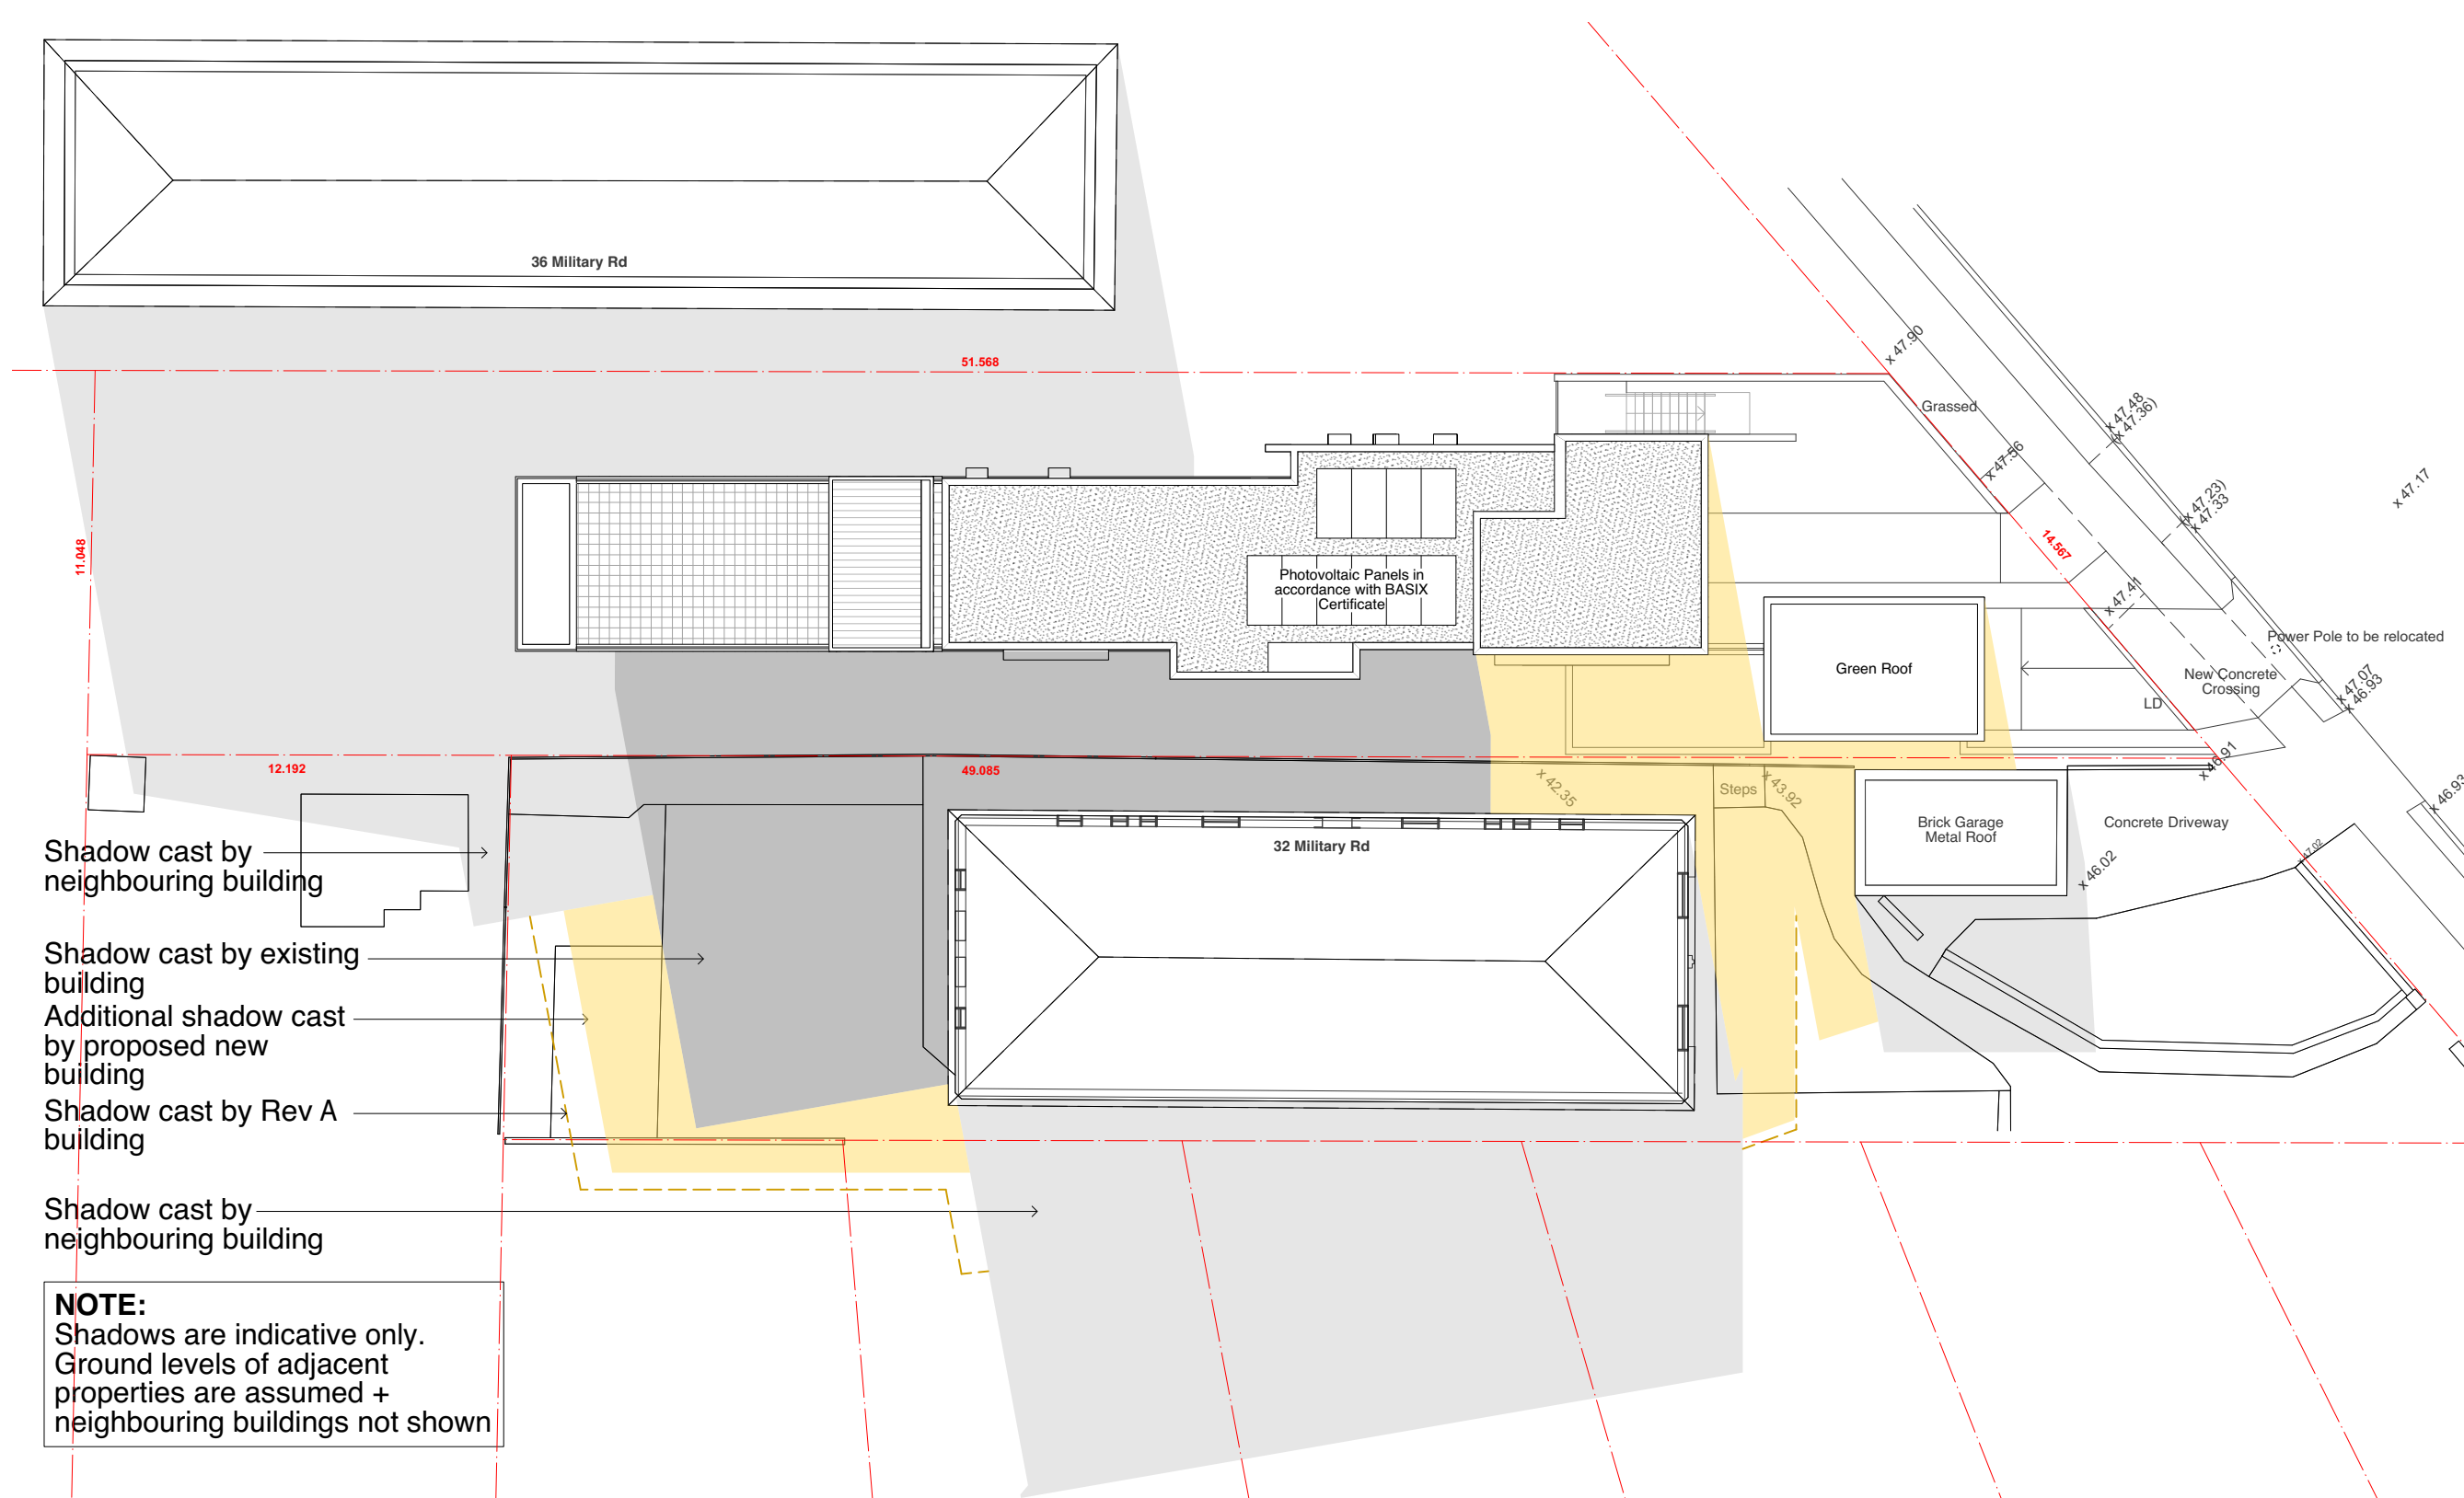 36 Military Rd
51.568
x 47.90
Grassed
x 47.48
(x 47.36)
x 47.56
x 47.17
(x 47.23)
x 47.33
11.048
14.567
Photovoltaic Panels in
accordance with BASIX
Certificate
x 47.41
Power Pole to be relocated
Green Roof
New Concrete
Crossing
x 47.07
x 46.93
LD
12.192
49.085
x 46.91
x 42.35
Steps
x 43.92
x 46.93
Brick Garage
Metal Roof
Concrete Driveway
32 Military Rd
x 47.02
x 46.02
Shadow cast by
neighbouring building
Shadow cast by existing
building
Additional shadow cast
by proposed new
building
Shadow cast by Rev A
building
Shadow cast by
neighbouring building
NOTE:
Shadows are indicative only.
Ground levels of adjacent
properties are assumed +
neighbouring buildings not shown